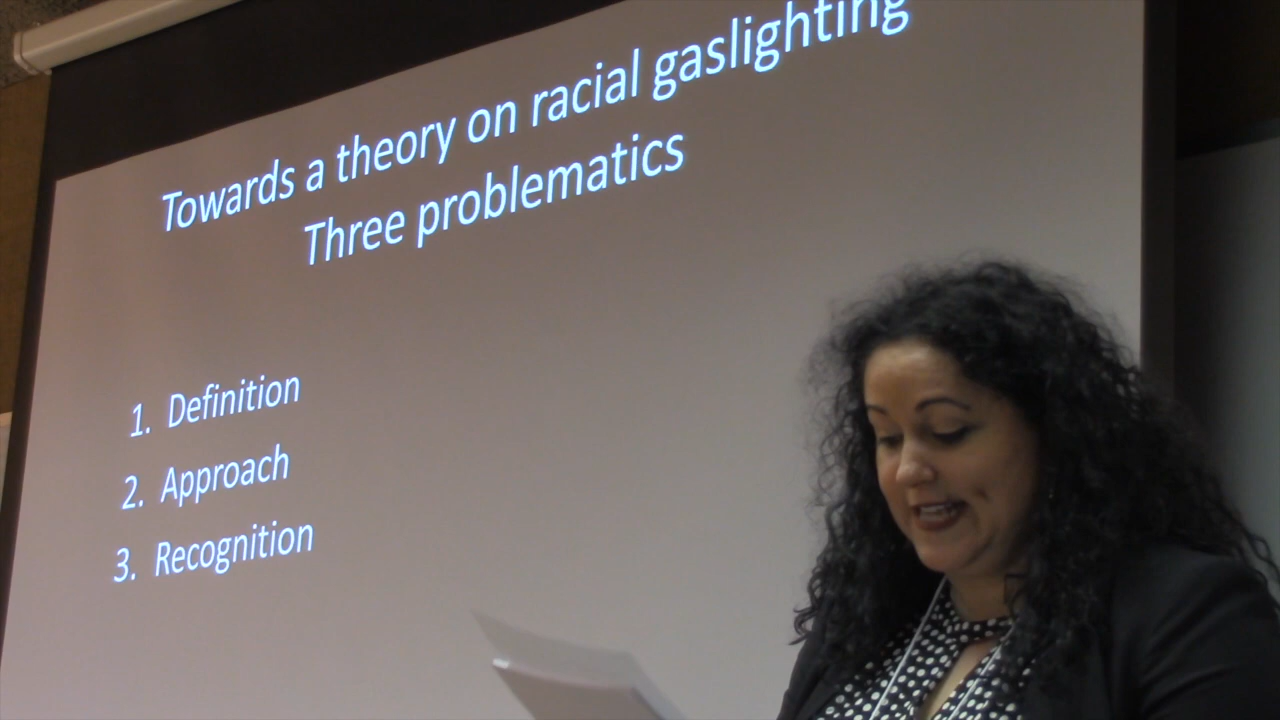 Towards a theory on racial gaslighting
Three problematics
1. Definition
2. Approach
3. Recognition